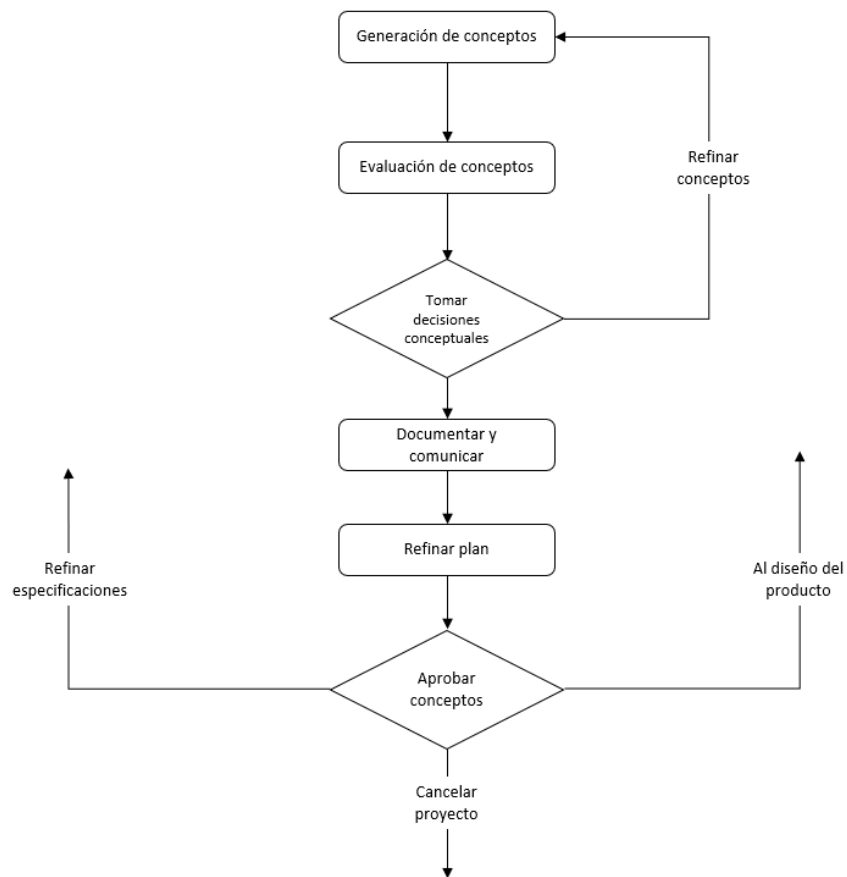 Generación de conceptos
Evaluación de conceptos
Refinar
conceptos
Tomar
decisiones
conceptuales
Documentar y
comunicar
Refinar plan
Refinar
especificaciones
Al diseño del
producto
Aprobar
conceptos
Cancelar
proyecto